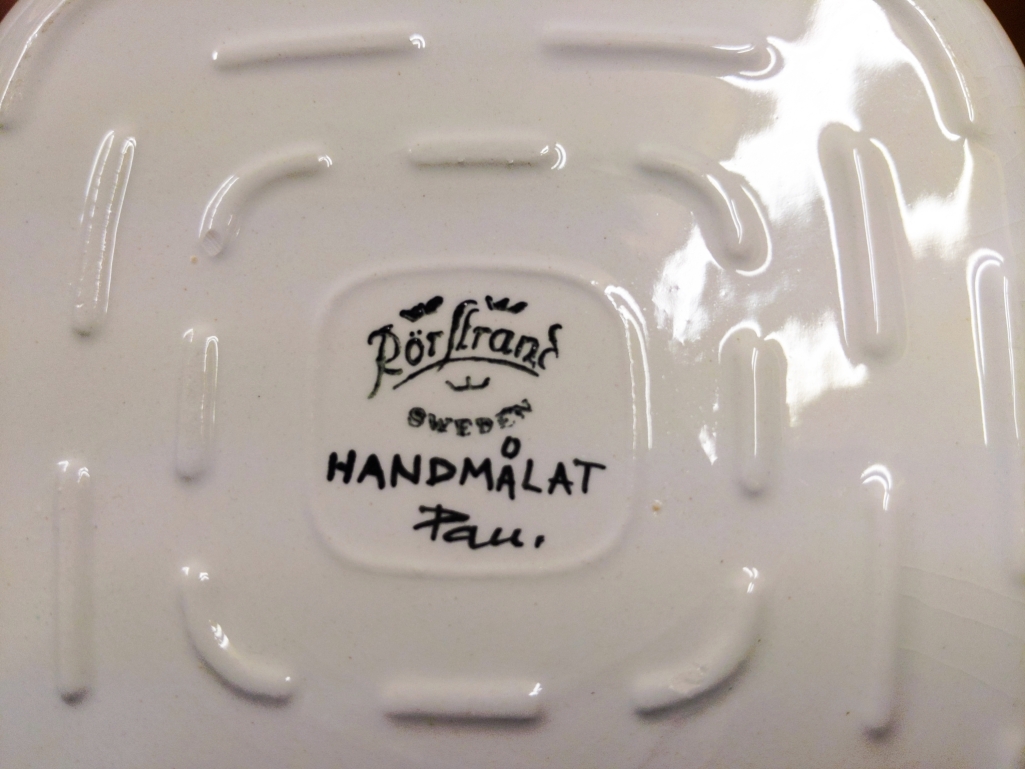 Rörstrand
SWEDEN
HANDMÅLAT
Pau.